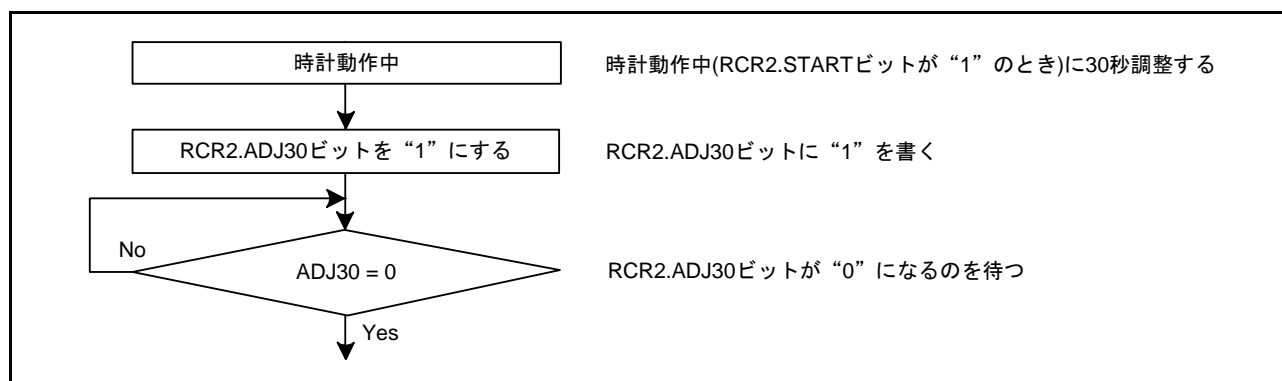 時計動作中
時計動作中(RCR2.STARTビットが“1”のとき)に30秒調整する
RCR2.ADJ30ビットを“1”にする
RCR2.ADJ30ビットに“1”を書く
No
ADJ30 = 0
RCR2.ADJ30ビットが“0”になるのを待つ
Yes